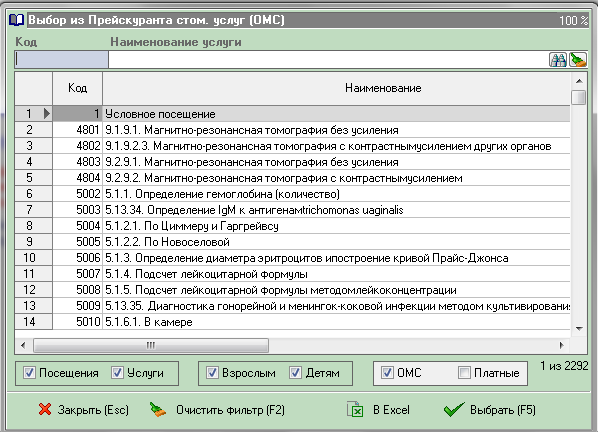 Выбор из Прейскуранта стом. услуг (ОМС) 100 %
Код Наименование услуги
Код Наименование
1 1 Условное посещение
2 4801 9.1.9.1. Магнитно-резонансная томография без усиления
3 4802 9.1.9.2.3. Магнитно-резонансная томография с контрастнымусилением других органов
4 4803 9.2.9.1. Магнитно-резонансная томография без усиления
5 4804 9.2.9.2. Магнитно-резонансная томография с контрастнымусилением
6 5002 5.1.1. Определение гемоглобина (количество)
7 5003 5.13.34. Определение IgM к антигенамtrichomonas uaginalis
8 5004 5.1.2.1. По Циммеру и Гаргрейвсу
9 5005 5.1.2.2. По Новоселовой
10 5006 5.1.3. Определение диаметра эритроцитов ипостроение кривой Прайс-Джонса
11 5007 5.1.4. Подсчет лейкоцитарной формулы
12 5008 5.1.5. Подсчет лейкоцитарной формулы методомлейкоконцентрации
13 5009 5.13.35. Диагностика гонорейной и менингок-коковой инфекции методом культивирования
14 5010 5.1.6.1. В камере
Посещения Услуги Взрослым Детям ОМС Платные 1 из 2292
Закрыть (Esc) Очистить фильтр (F2) В Excel Выбрать (F5)